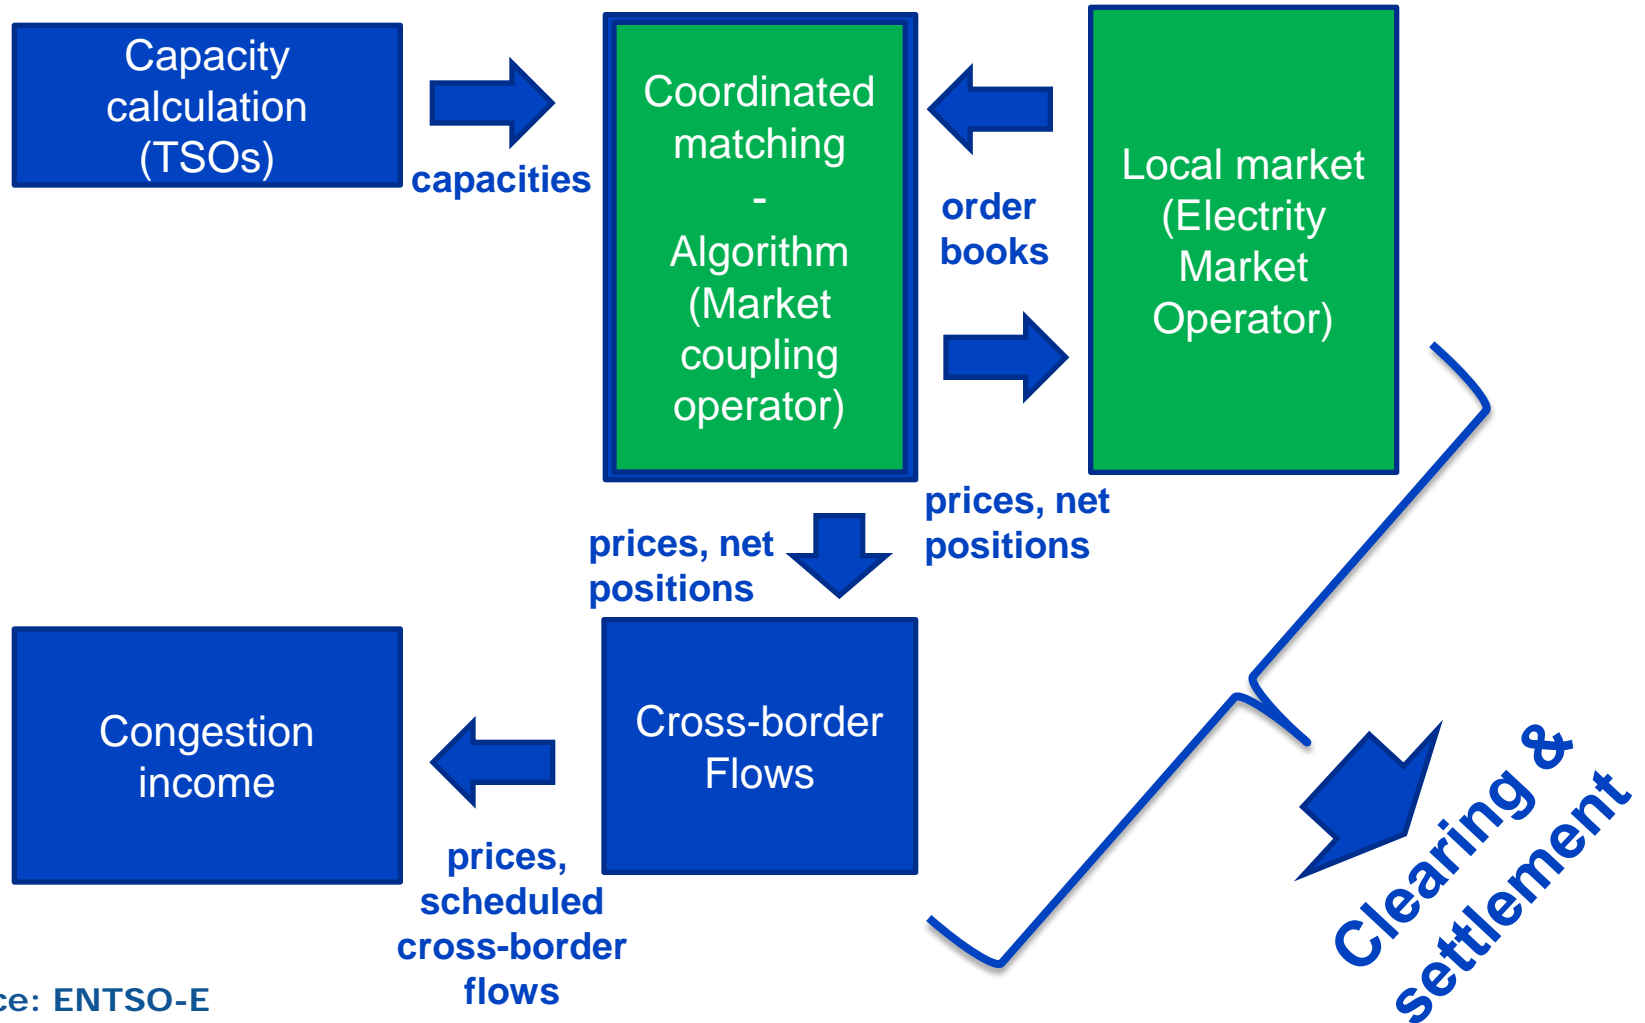 Capacity
calculation
(TSOs)
capacities
Coordinated
matching
-
Algorithm
(Market
coupling
operator)
order
books
Local market
(Electrity
Market
Operator)
prices, net
positions
prices, net
positions
Congestion
income
Cross-border
Flows
prices,
scheduled
cross-border
flows
Clearing &
settlement
ce: ENTSO-E